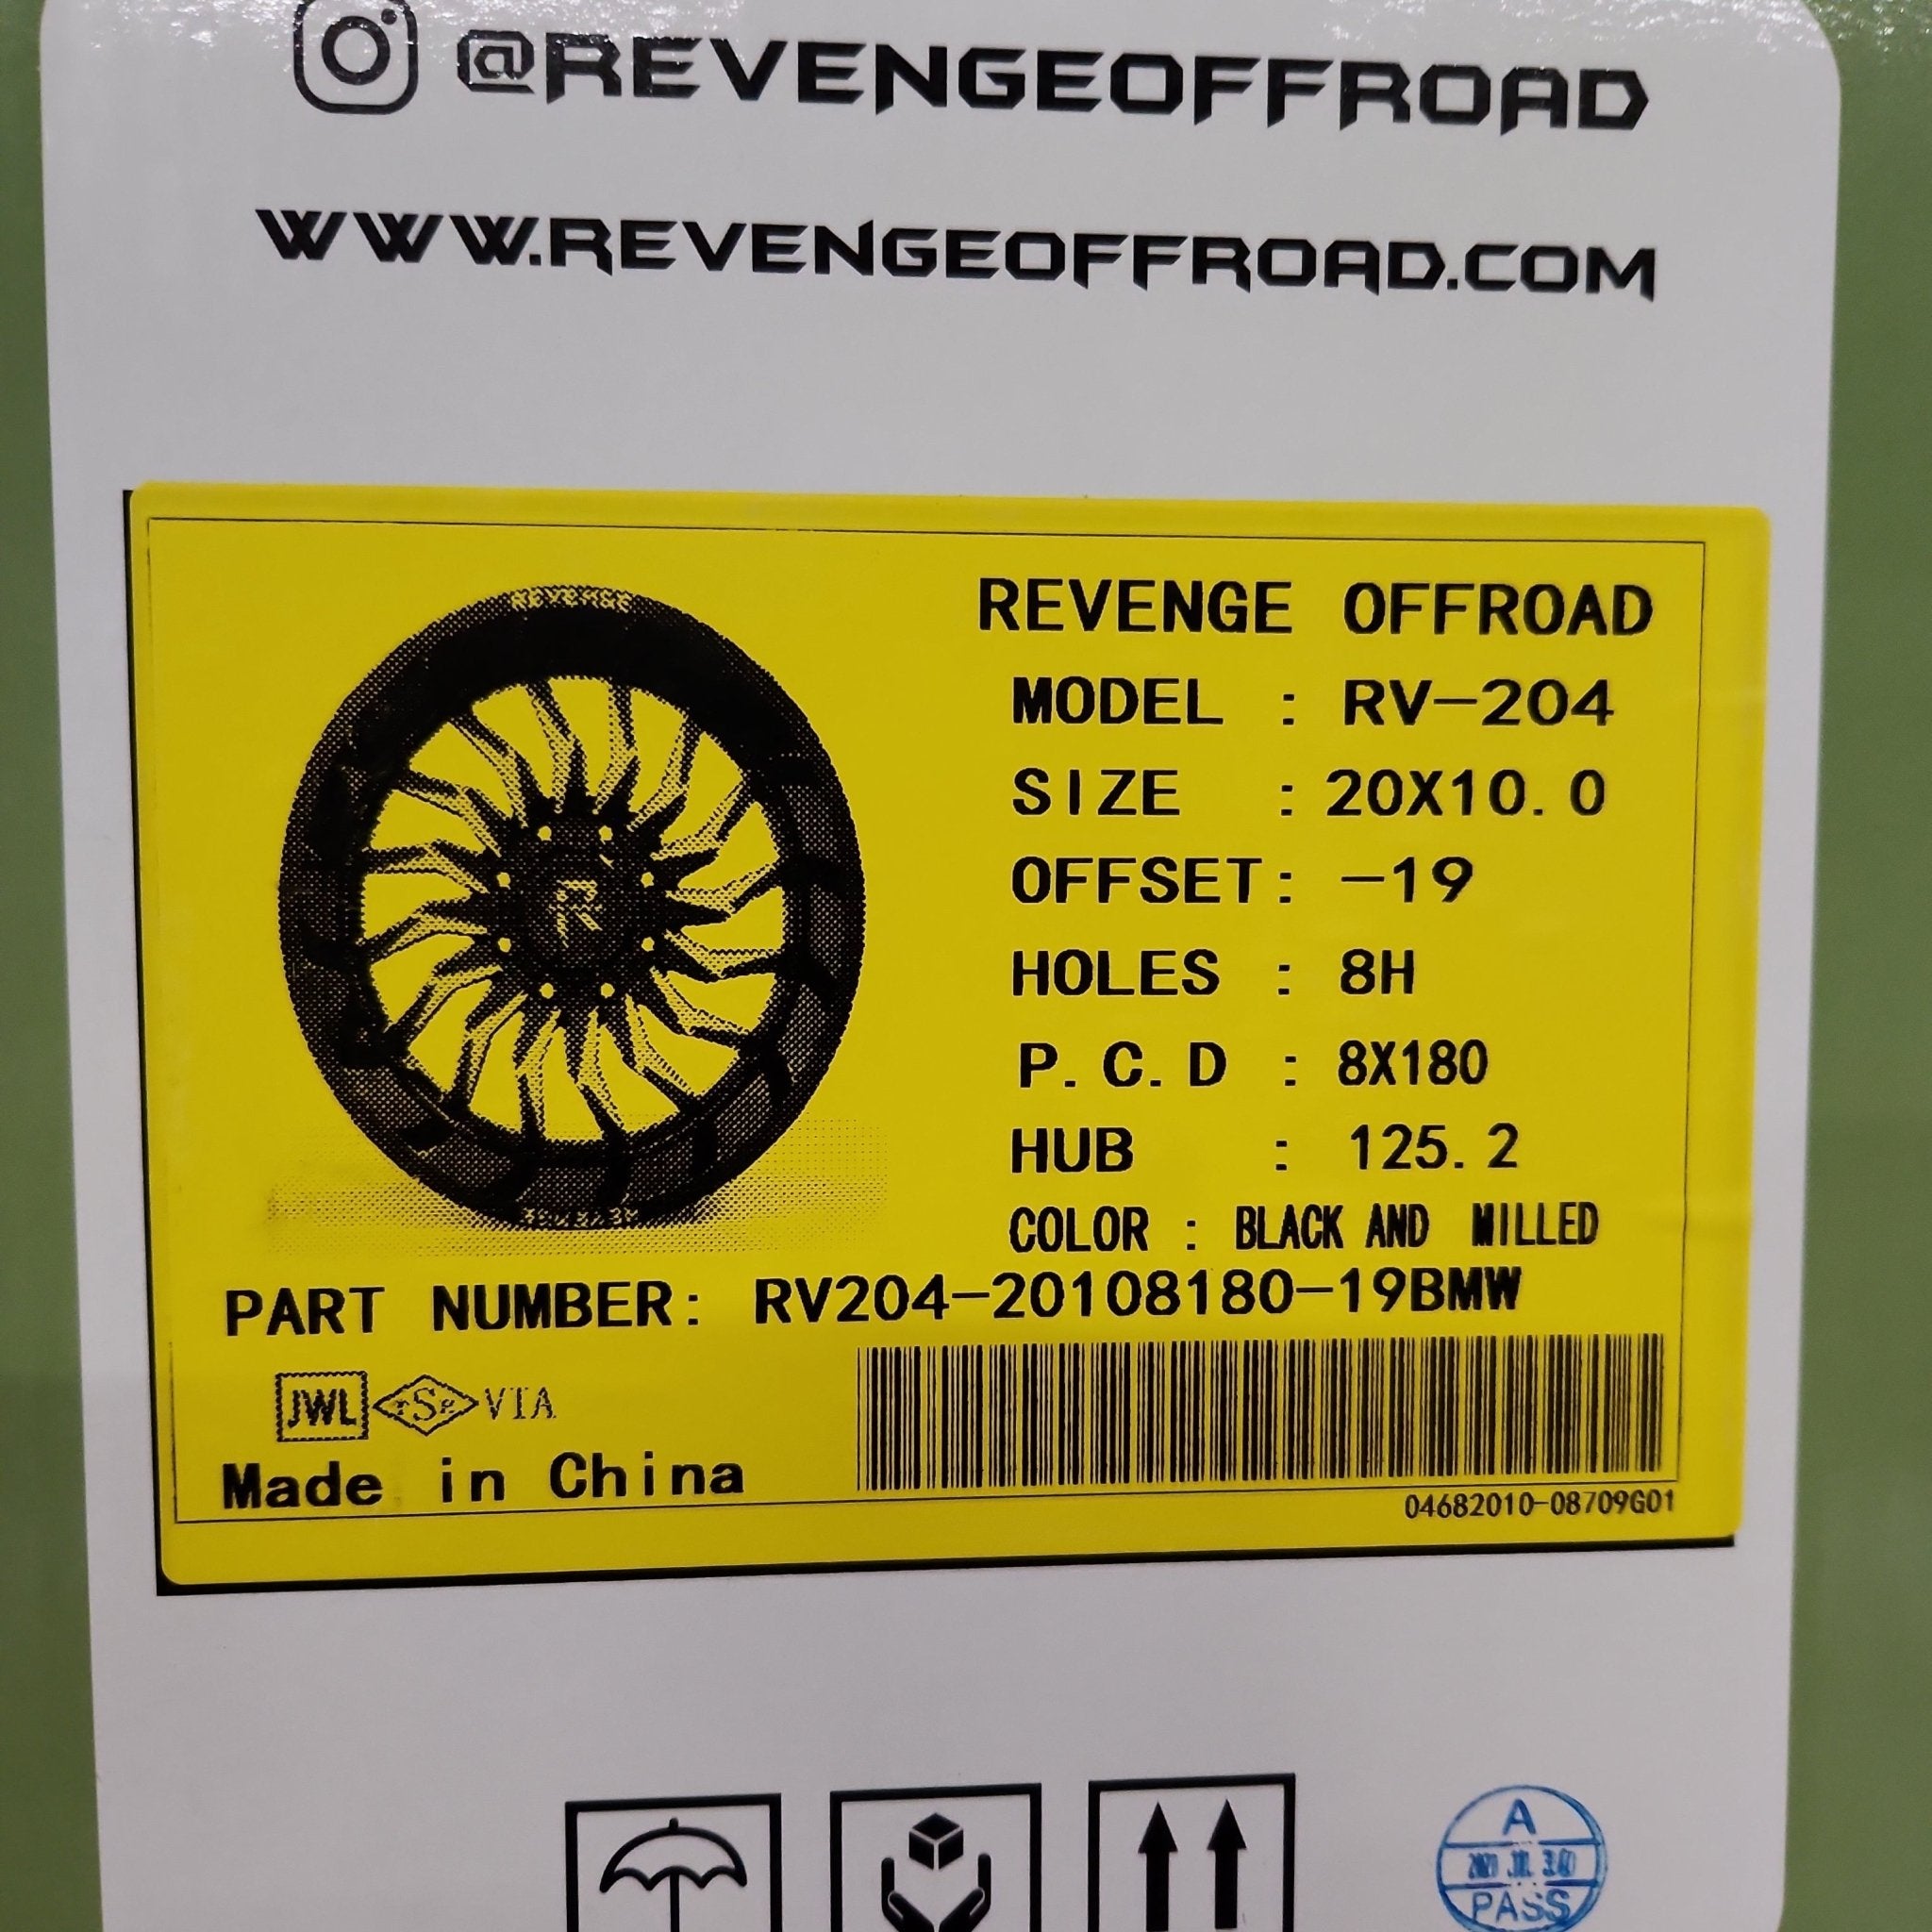 @REVENGEOFFROAD
WWW.REVENGEOFFROAD.COM
REVENGE
REVENGE OFFROAD
MODEL : RV-204
SIZE : 20X10.0
OFFSET: -19
HOLES : 8H
P.C.D : 8X180
R
HUB : 125.2
COLOR : BLACK AND MILLED
PART NUMBER: RV204-20108180-19BMW
JWL VIA
Made in China
04682010-08709G01
A
PASS